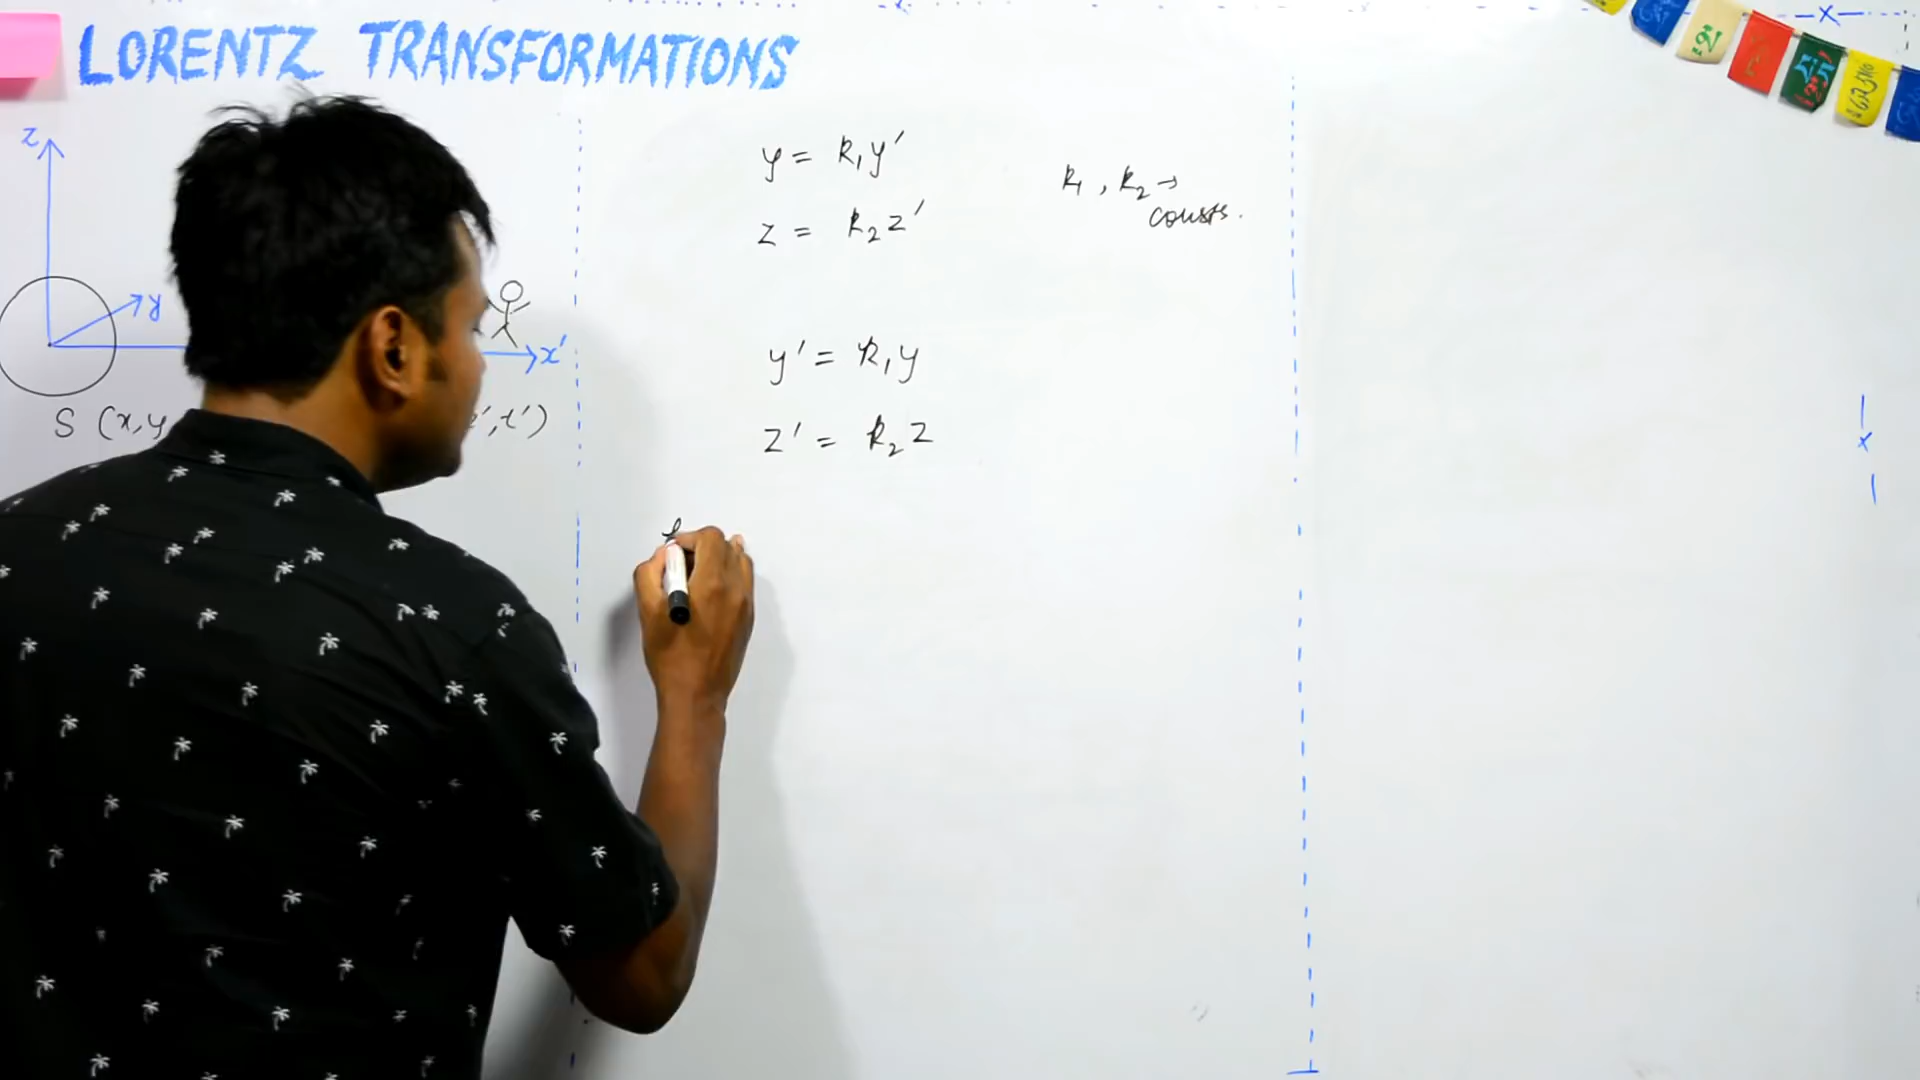 LORENTZ TRANSFORMATIONS
z
y
x'
S (x,y
',t')
y = k₁y'
z = k₂z'
k₁, k₂ → consts.
y' = k₁y
z' = k₂z
x
x